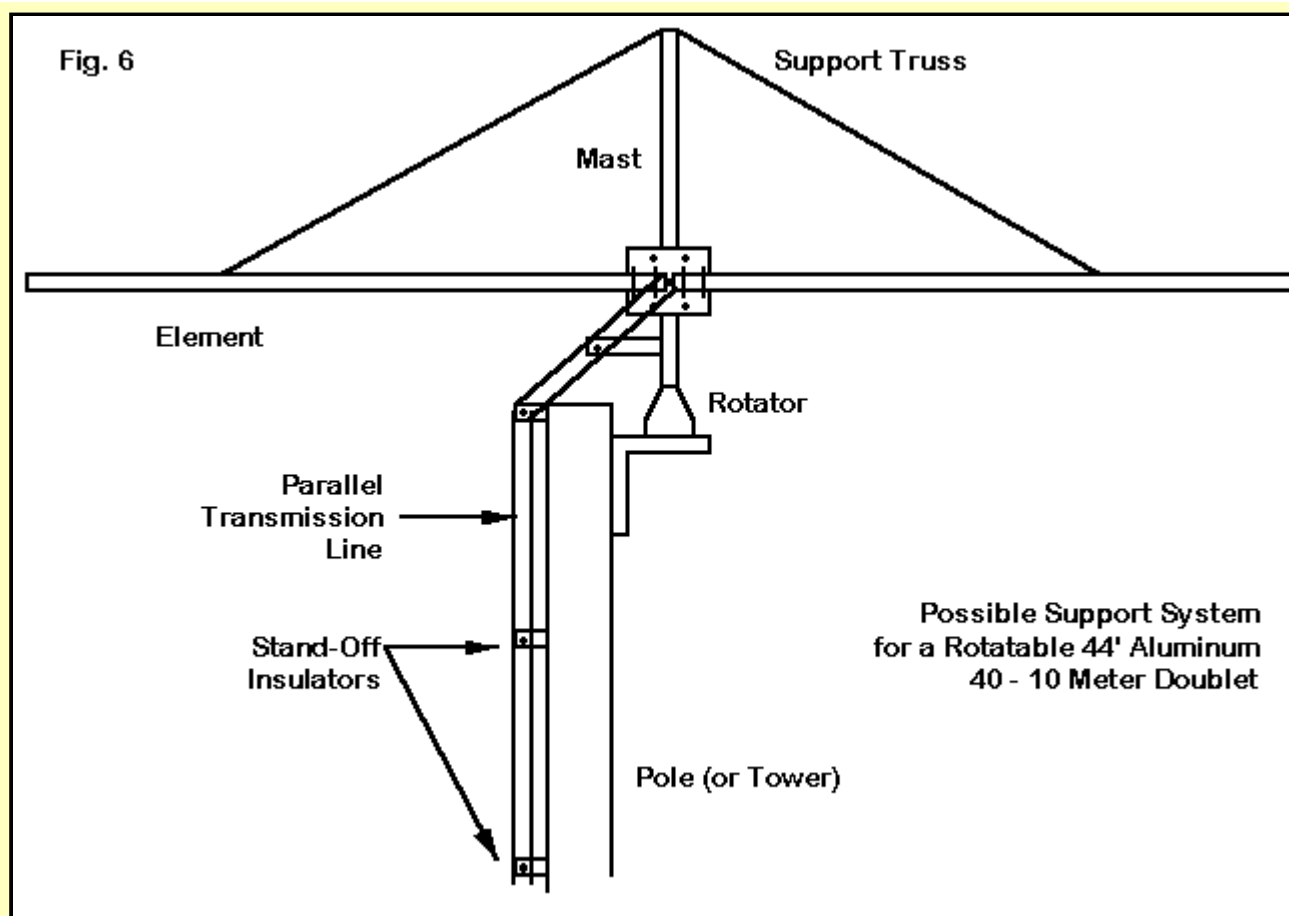 Fig. 6
Support Truss
Mast
Element
Rotator
Parallel
Transmission
Line
Stand-Off
Insulators
Possible Support System
for a Rotatable 44' Aluminum
40 - 10 Meter Doublet
Pole (or Tower)